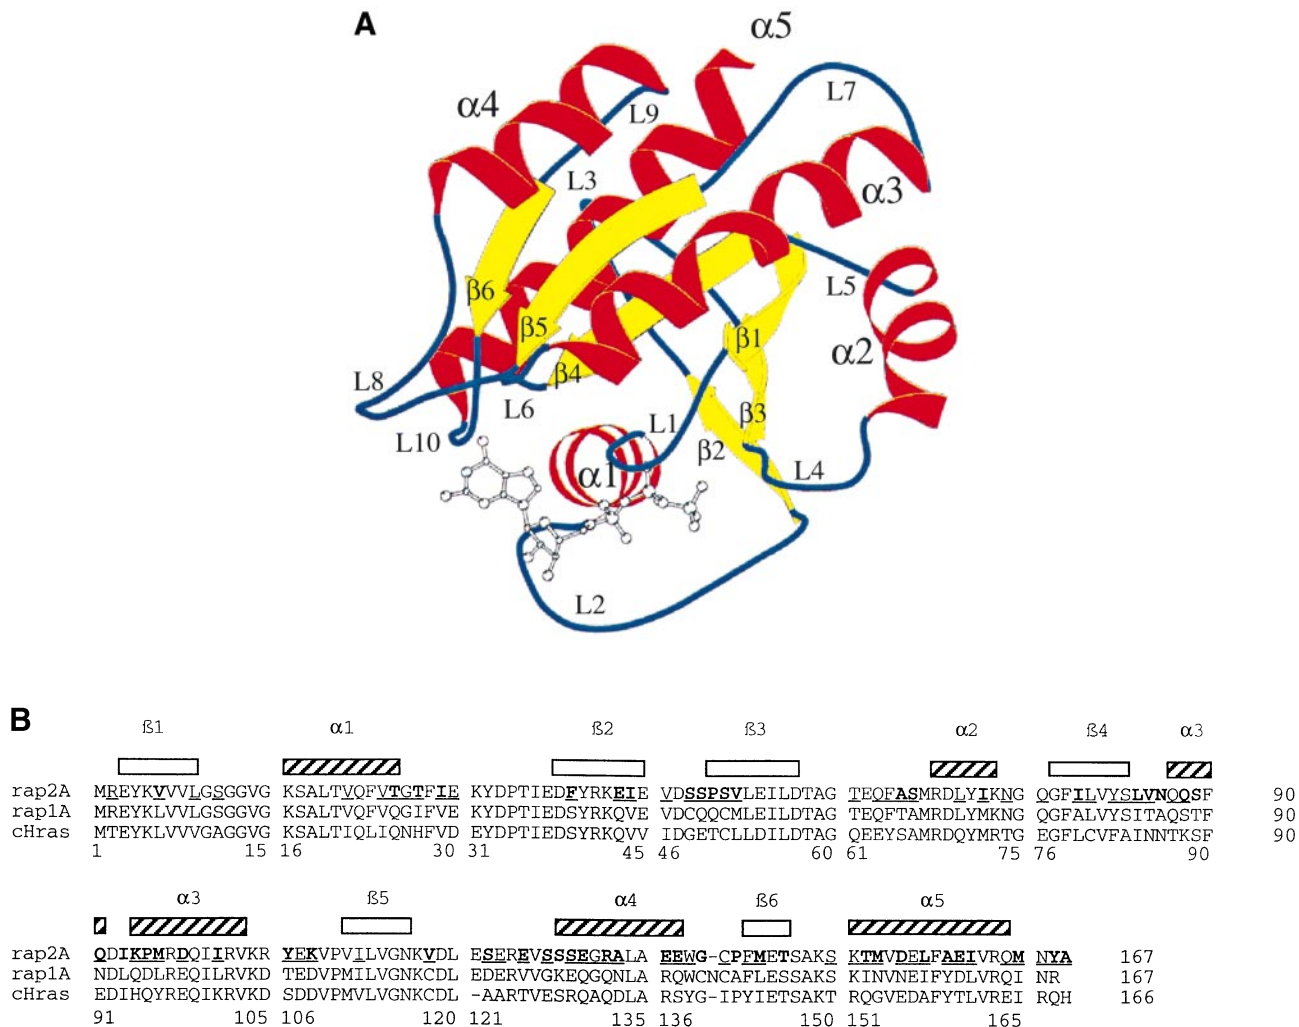 A
α5
α4
L7
L9
L3
α3
β6
L5
β5
β1
α2
β4
L8
L6
β3
L1
L10
β2
α1
L4
L2
B
ß1 α1 ß2 ß3 α2 ß4 α3
rap2A MREYKVVVLGSGGVG KSALTVQFVTGTFIE KYDPTIEDFYRKEIE VDSSPSVLEILDTAG TEQFASMRDLYIKNG QGFILVYSLVNQQSF 90
rap1A MREYKLVVLGSGGVG KSALTVQFVQGIFVE KYDPTIEDSYRKQVE VDCQQCMLEILDTAG TEQFTAMRDLYMKNG QGFALVYSITAQSTF 90
cHras MTEYKLVVVGAGGVG KSALTIQLIQNHFVD EYDPTIEDSYRKQVV IDGETCLLDILDTAG QEEYSAMRDQYMRTG EGFLCVFAINNTKSF 90
1 15 16 30 31 45 46 60 61 75 76 90
α3 ß5 α4 ß6 α5
rap2A QDIKPMRDQIIRVKR YEKVPVILVGNKVDL ESEREVSSSEGRALA EEWG-CPFMETSAKS KTMVDELFAEIVRQM NYA 167
rap1A NDLQDLREQILRVKD TEDVPMILVGNKCDL EDERVVGKEQGQNLA RQWCNCAFLESSAKS KINVNEIFYDLVRQI NR 167
cHras EDIHQYREQIKRVKD SDDVPMVLVGNKCDL -AARTVESRQAQDLA RSYG-IPYIETSAKT RQGVEDAFYTLVREI RQH 166
91 105 106 120 121 135 136 150 151 165